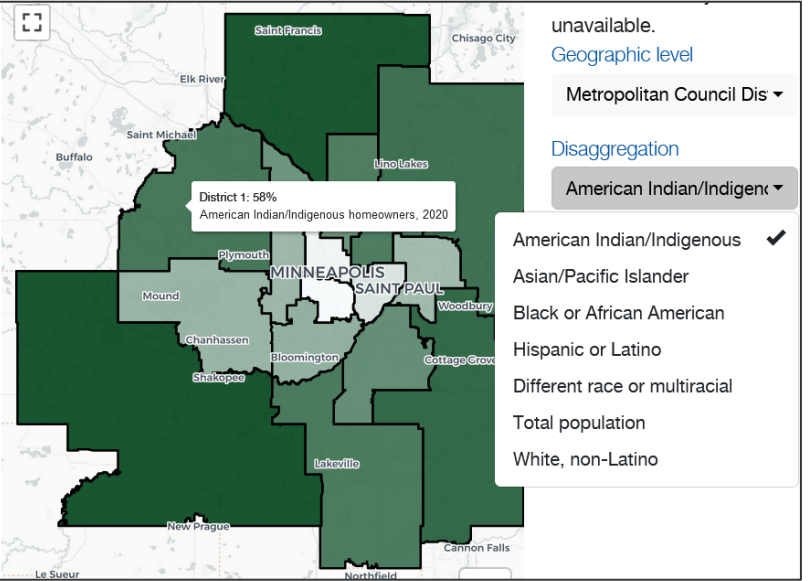 Saint Francis
Chisago City
Elk River
Saint Michael
Buffalo
Lino Lakes
District 1: 58%
American Indian/Indigenous homeowners, 2020
Plymouth
MINNEAPOLIS
SAINT PAUL
Mound
Woodbury
Chanhassen
Bloomington
Cottage Grove
Shakopee
Lakeville
New Prague
Cannon Falls
Le Sueur
Northfield
unavailable.
Geographic level
Metropolitan Council Dis
Disaggregation
American Indian/Indigen
American Indian/Indigenous
Asian/Pacific Islander
Black or African American
Hispanic or Latino
Different race or multiracial
Total population
White, non-Latino